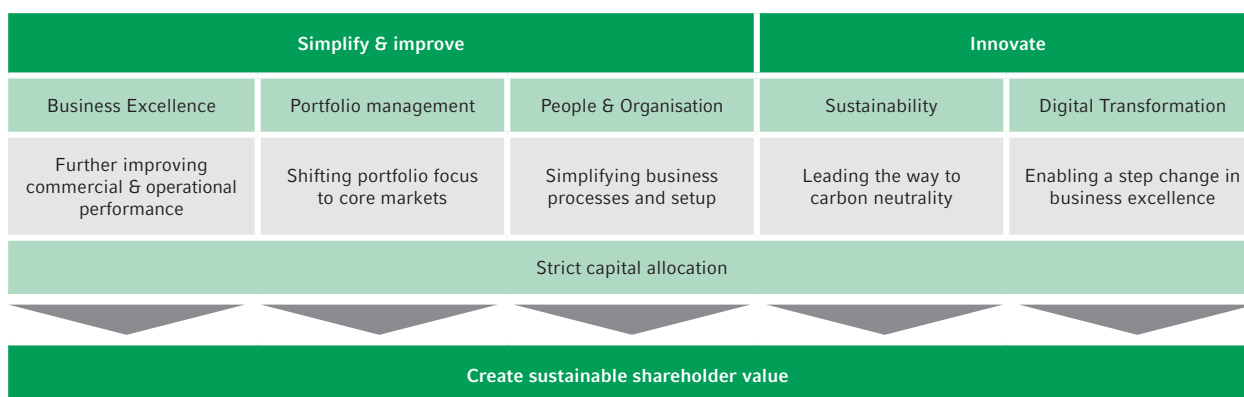 Simplify & improve
Innovate
Business Excellence
Portfolio management
People & Organisation
Sustainability
Digital Transformation
Further improving
commercial & operational
performance
Shifting portfolio focus
to core markets
Simplifying business
processes and setup
Leading the way to
carbon neutrality
Enabling a step change in
business excellence
Strict capital allocation
Create sustainable shareholder value